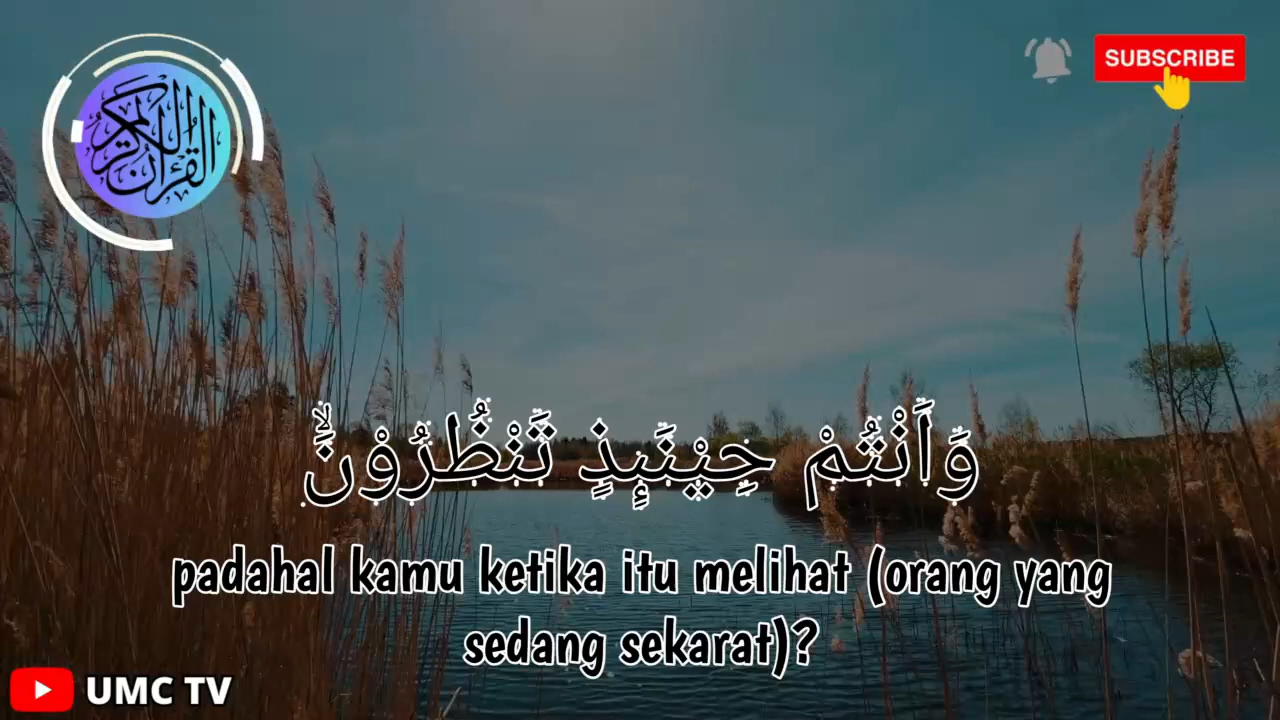 القرآن الكريم
SUBSCRIBE
وَاَنْتُمْ حِيْنَىِٕذٍ تَنْظُرُوْنَۙ
padahal kamu ketika itu melihat (orang yang
sedang sekarat)?
UMC TV